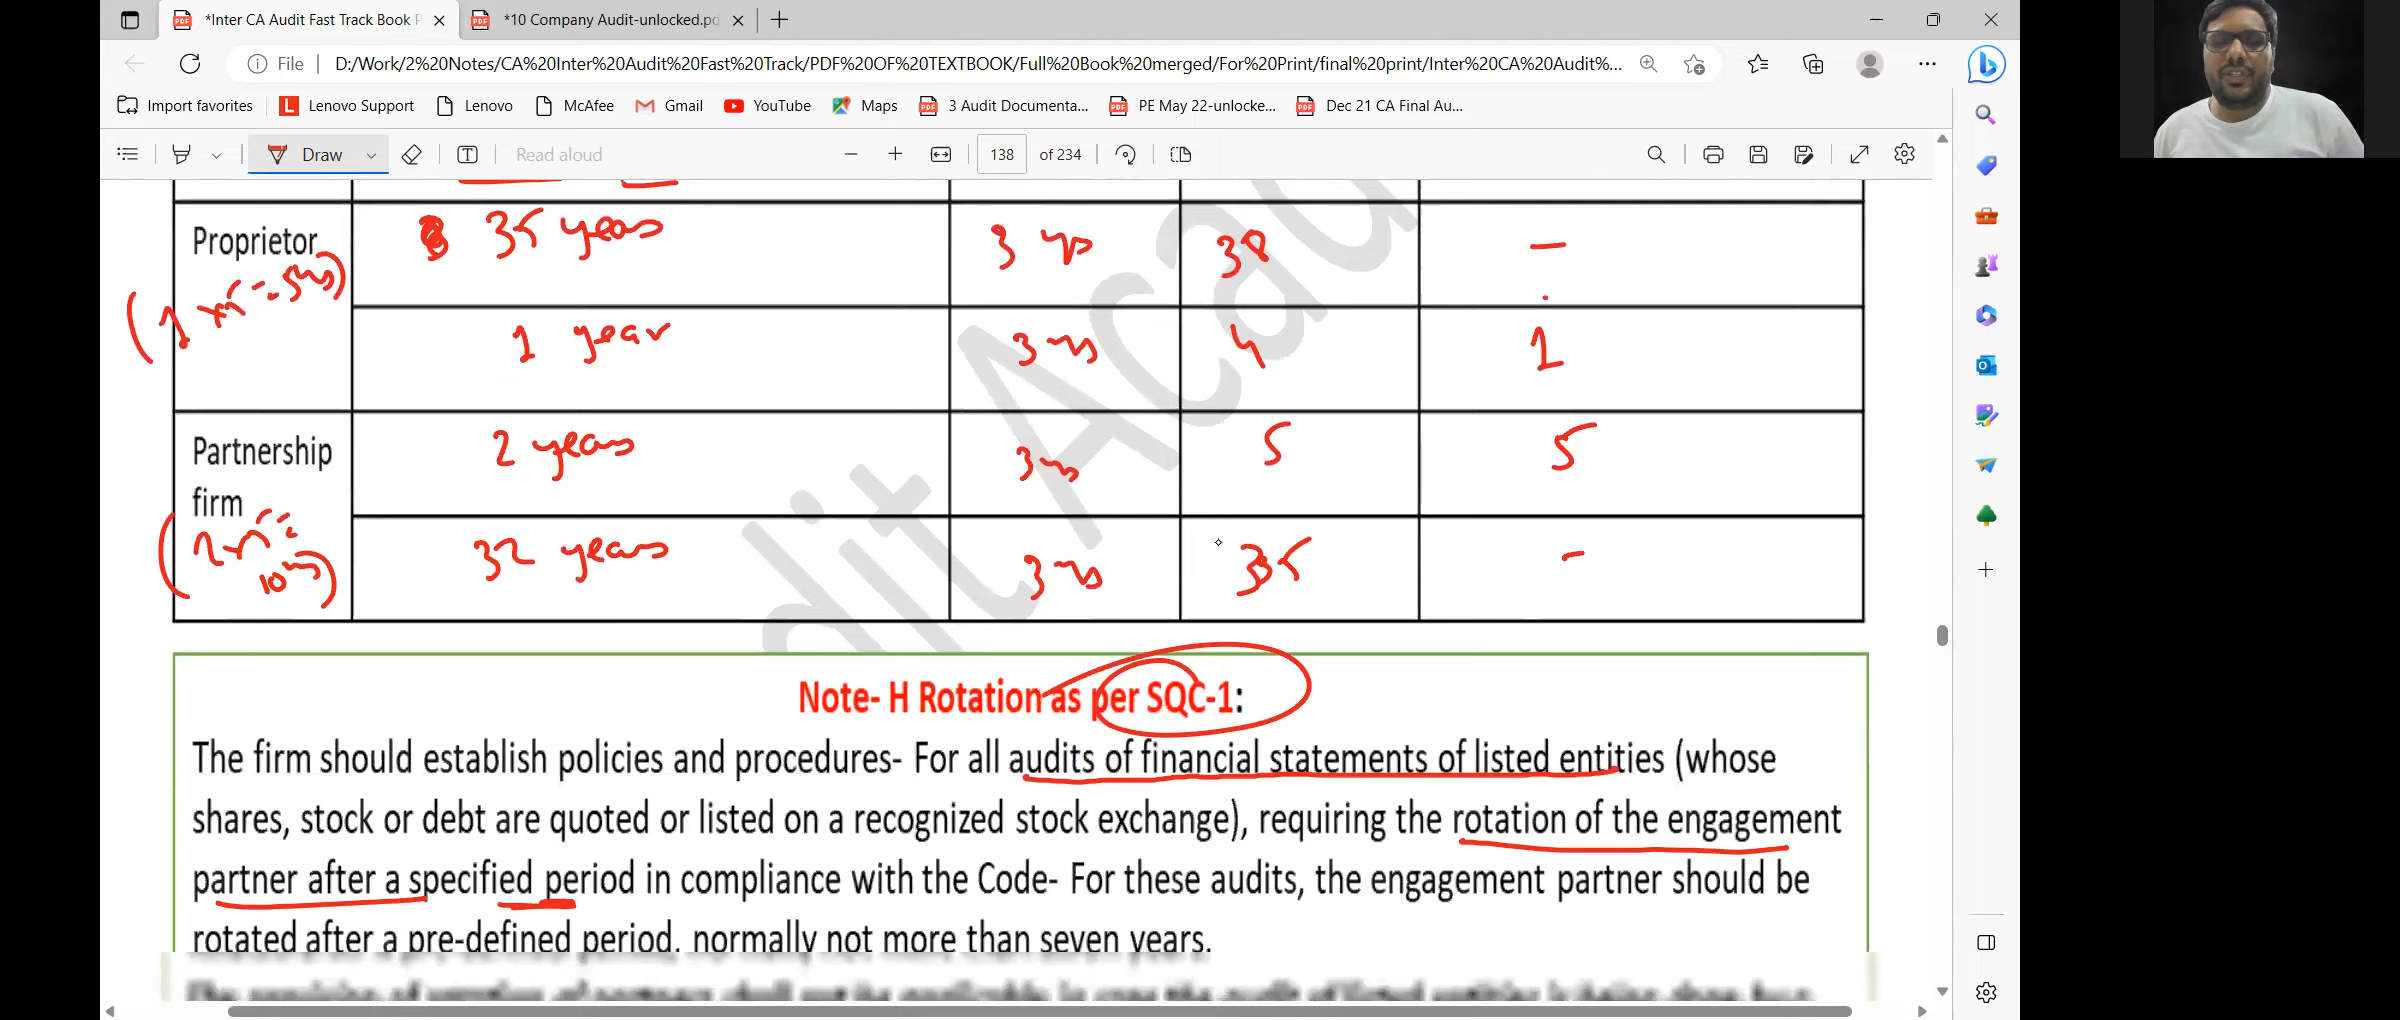 *Inter CA Audit Fast Track Book P
*10 Company Audit-unlocked.pd
File D:/Work/2%20Notes/CA%20Inter%20Audit%20Fast%20Track/PDF%20OF%20TEXTBOOK/Full%20Book%20merged/For%20Print/final%20print/Inter%20CA%20Audit%...
Import favorites Lenovo Support Lenovo McAfee Gmail YouTube Maps 3 Audit Documenta... PE May 22-unlocke... Dec 21 CA Final Au...
Draw Read aloud 138 of 234
Proprietor 35 years 3 38 –
1 year 3 4 1
Partnership 2 years 3 5 5
firm
32 years 3 35 -
dit Acad
Note- H Rotation as per SQC-1:
The firm should establish policies and procedures- For all audits of financial statements of listed entities (whose
shares, stock or debt are quoted or listed on a recognized stock exchange), requiring the rotation of the engagement
partner after a specified period in compliance with the Code- For these audits, the engagement partner should be
rotated after a pre-defined period, normally not more than seven years.